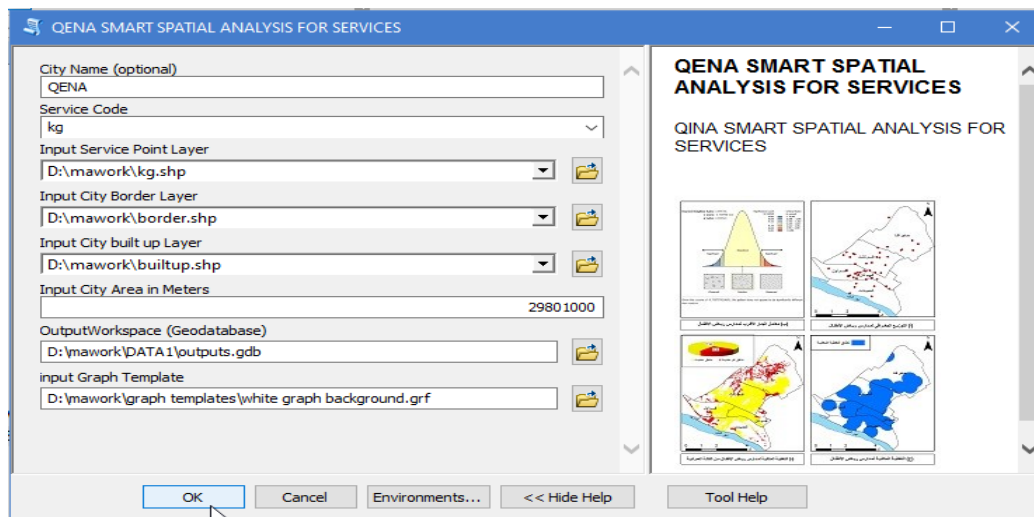 QENA SMART SPATIAL ANALYSIS FOR SERVICES
City Name (optional)
QENA
Service Code
kg
Input Service Point Layer
D:\mawork\kg.shp
Input City Border Layer
D:\mawork\border.shp
Input City built up Layer
D:\mawork\builtup.shp
Input City Area in Meters
29801000
OutputWorkspace (Geodatabase)
D:\mawork\DATA1\outputs.gdb
input Graph Template
D:\mawork\graph templates\white graph background.grf
QENA SMART SPATIAL
ANALYSIS FOR SERVICES
QINA SMART SPATIAL ANALYSIS FOR
SERVICES
OK
Cancel
Environments...
<< Hide Help
Tool Help